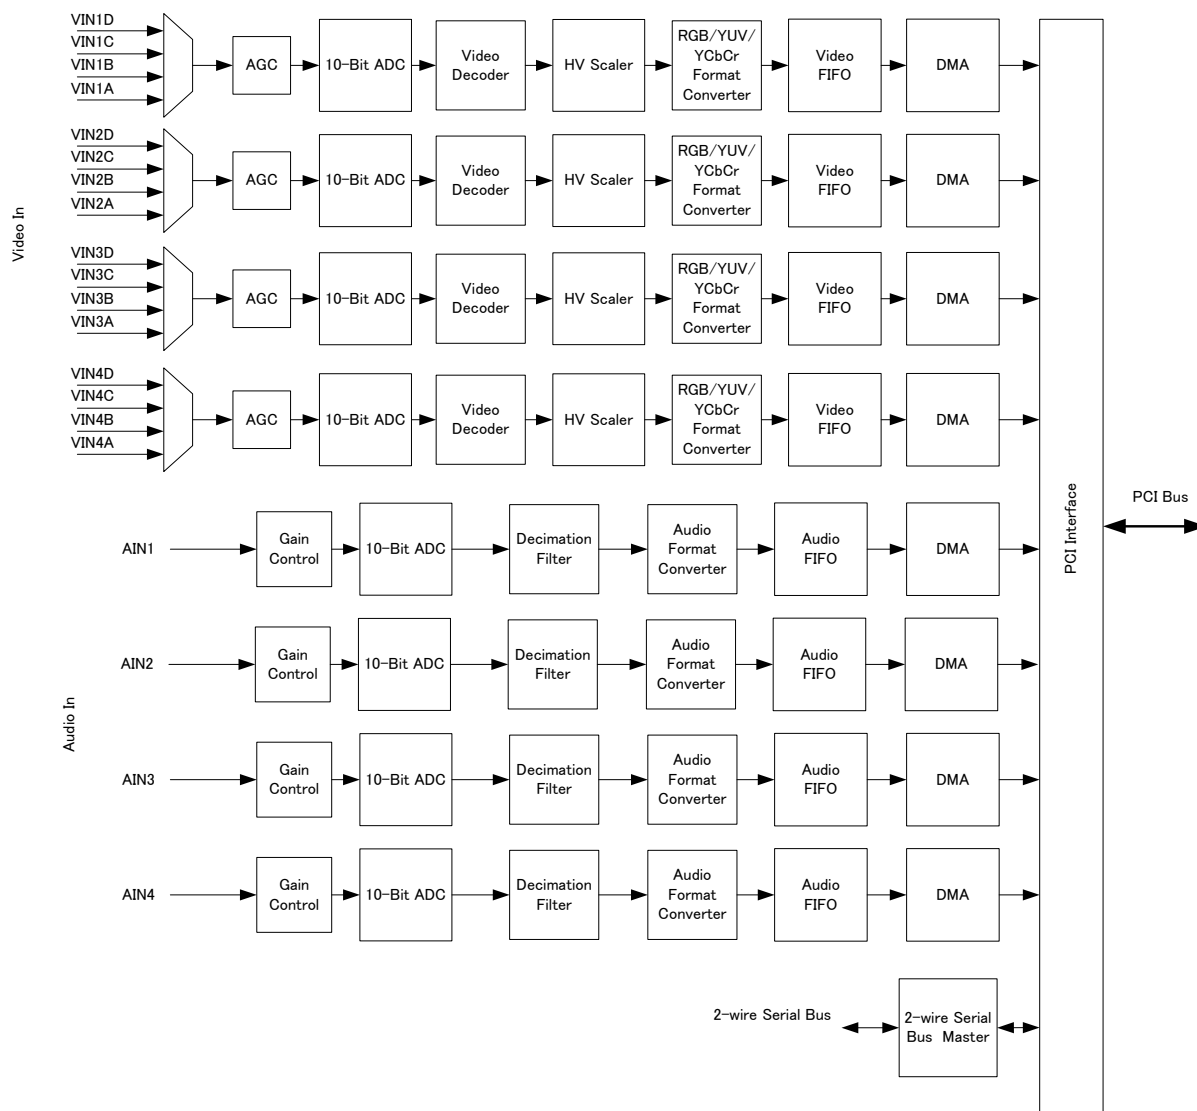 Video In
VIN1D
VIN1C
VIN1B
VIN1A
AGC
10-Bit ADC
Video
Decoder
HV Scaler
RGB/YUV/
YCbCr
Format
Converter
Video
FIFO
DMA
VIN2D
VIN2C
VIN2B
VIN2A
AGC
10-Bit ADC
Video
Decoder
HV Scaler
RGB/YUV/
YCbCr
Format
Converter
Video
FIFO
DMA
VIN3D
VIN3C
VIN3B
VIN3A
AGC
10-Bit ADC
Video
Decoder
HV Scaler
RGB/YUV/
YCbCr
Format
Converter
Video
FIFO
DMA
VIN4D
VIN4C
VIN4B
VIN4A
AGC
10-Bit ADC
Video
Decoder
HV Scaler
RGB/YUV/
YCbCr
Format
Converter
Video
FIFO
DMA
Audio In
AIN1
Gain
Control
10-Bit ADC
Decimation
Filter
Audio
Format
Converter
Audio
FIFO
DMA
AIN2
Gain
Control
10-Bit ADC
Decimation
Filter
Audio
Format
Converter
Audio
FIFO
DMA
AIN3
Gain
Control
10-Bit ADC
Decimation
Filter
Audio
Format
Converter
Audio
FIFO
DMA
AIN4
Gain
Control
10-Bit ADC
Decimation
Filter
Audio
Format
Converter
Audio
FIFO
DMA
2-wire Serial Bus
2-wire Serial
Bus Master
PCI Interface
PCI Bus